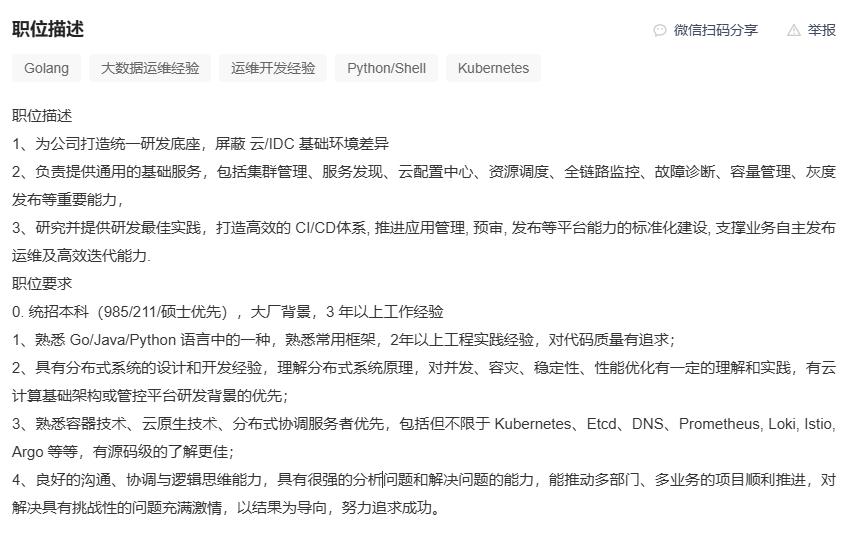 职位描述
微信扫码分享
举报
Golang
大数据运维经验
运维开发经验
Python/Shell
Kubernetes
职位描述
1、为公司打造统一研发底座，屏蔽 云/IDC 基础环境差异
2、负责提供通用的基础服务，包括集群管理、服务发现、云配置中心、资源调度、全链路监控、故障诊断、容量管理、灰度
发布等重要能力，
3、研究并提供研发最佳实践，打造高效的 CI/CD体系, 推进应用管理, 预审, 发布等平台能力的标准化建设, 支撑业务自主发布
运维及高效迭代能力.
职位要求
0. 统招本科（985/211/硕士优先），大厂背景，3 年以上工作经验
1、熟悉 Go/Java/Python 语言中的一种，熟悉常用框架，2年以上工程实践经验，对代码质量有追求；
2、具有分布式系统的设计和开发经验，理解分布式系统原理，对并发、容灾、稳定性、性能优化有一定的理解和实践，有云
计算基础架构或管控平台研发背景的优先；
3、熟悉容器技术、云原生技术、分布式协调服务者优先，包括但不限于 Kubernetes、Etcd、DNS、Prometheus, Loki, Istio,
Argo 等等，有源码级的了解更佳；
4、良好的沟通、协调与逻辑思维能力，具有很强的分析问题和解决问题的能力，能推动多部门、多业务的项目顺利推进，对
解决具有挑战性的问题充满激情，以结果为导向，努力追求成功。